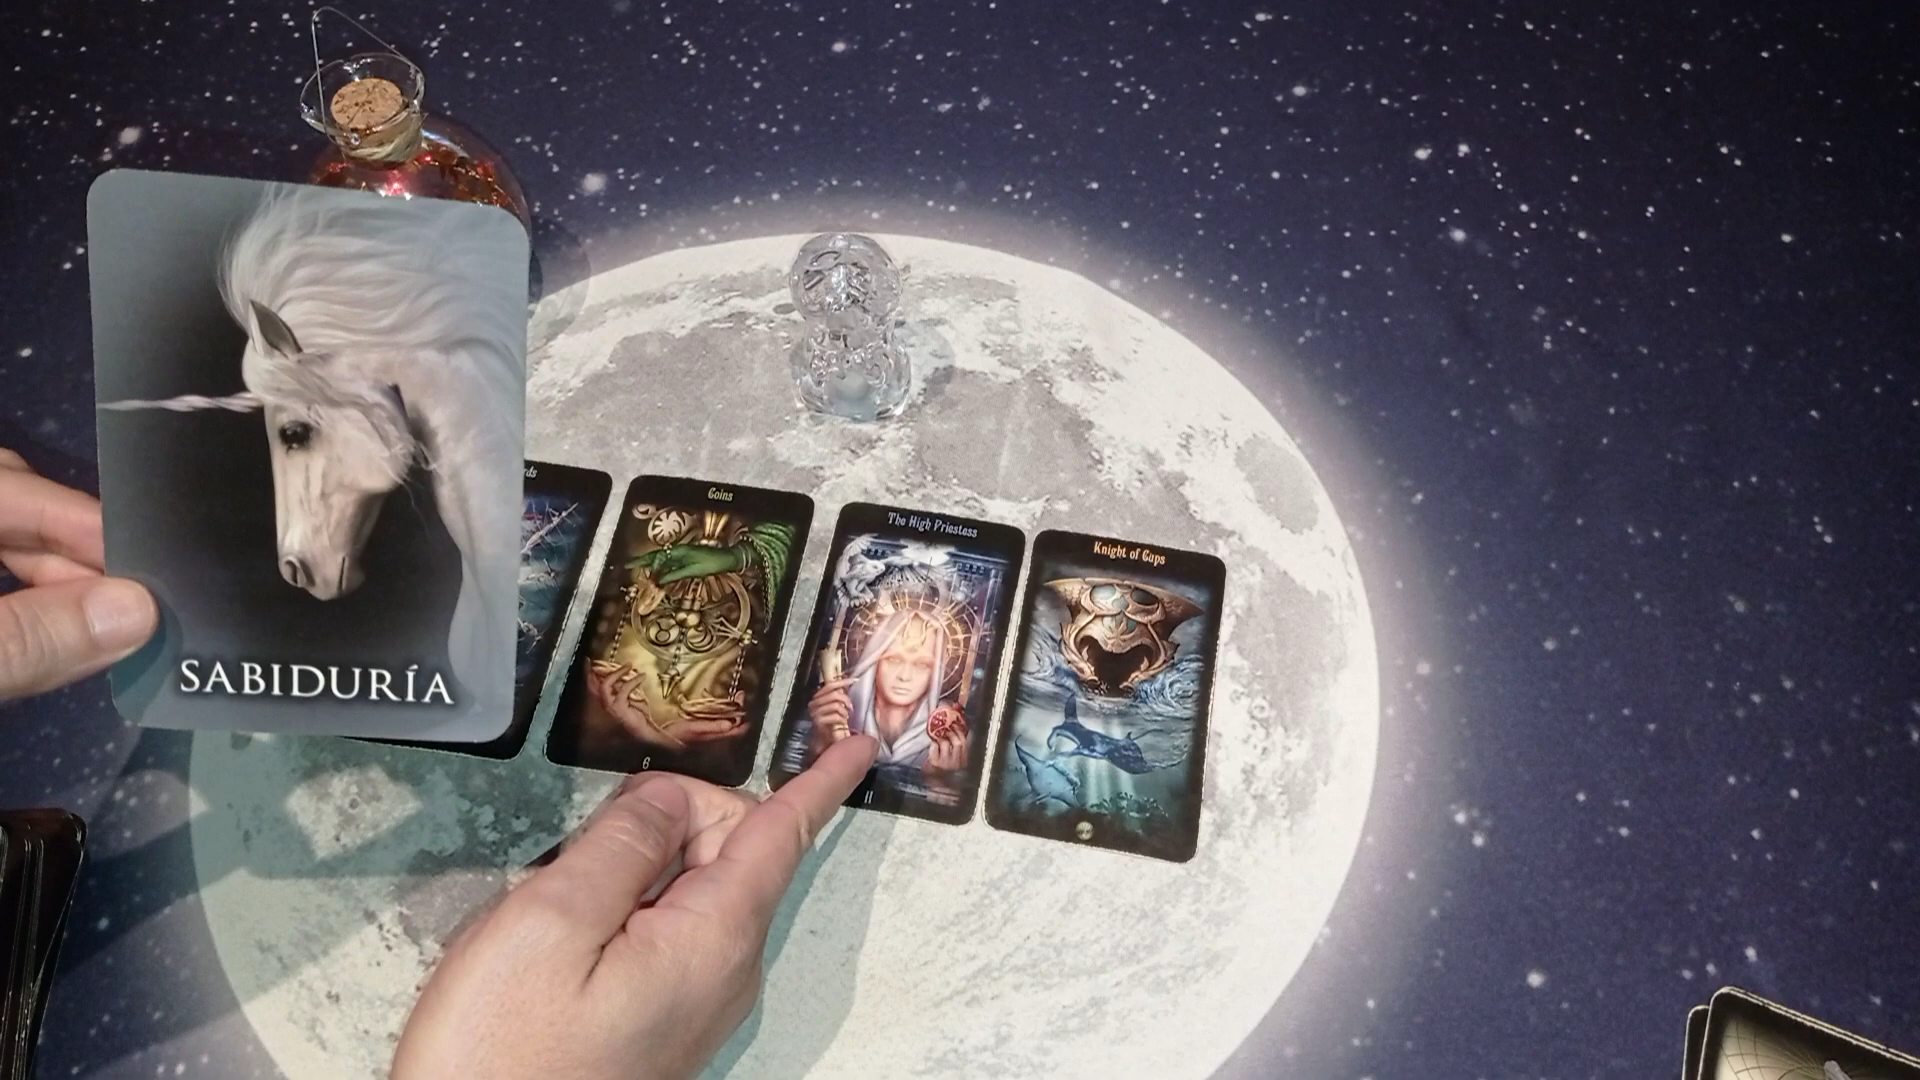 SABIDURÍA
Coins
6
The High Priestess
II
Knight of Cups